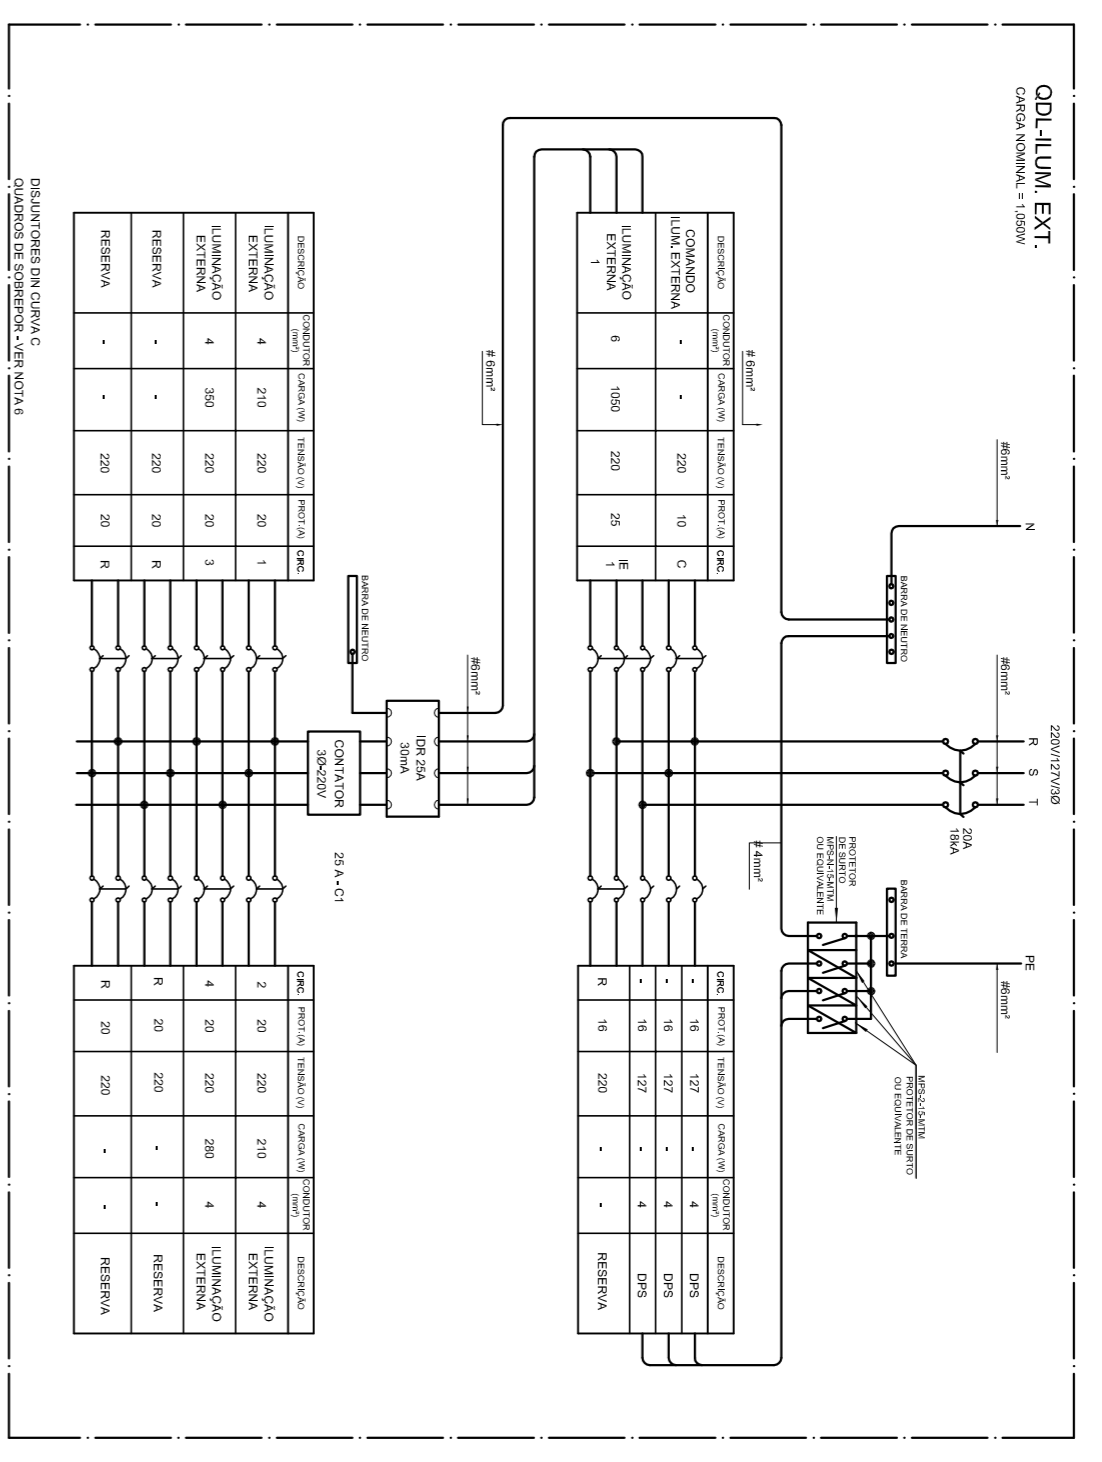 QDL-ILUM. EXT.
CARGA NOMINAL = 1,050W
220V/127V/3Ø
N
R
S
T
PE
#6mm²
#6mm²
#6mm²
20A
18kA
BARRA DE NEUTRO
BARRA DE TERRA
PROTETOR
DE SURTO
MPS-N-15-MTM
OU EQUIVALENTE
MPS-2-15-MTM
PROTETOR DE SURTO
OU EQUIVALENTE
# 6mm²
# 4mm²
DESCRIÇÃO CONDUTOR (mm²) CARGA (W) TENSÃO (V) PROT.(A) CIRC.
COMANDO ILUM. EXTERNA - - 220 10 C
ILUMINAÇÃO EXTERNA 1 6 1050 220 25 IE 1
CIRC. PROT.(A) TENSÃO (V) CARGA (W) CONDUTOR (mm²) DESCRIÇÃO
- 16 127 - 4 DPS
- 16 127 - 4 DPS
- 16 127 - 4 DPS
R 16 220 - - RESERVA
# 6mm²
#6mm²
IDR 25A
30mA
BARRA DE NEUTRO
CONTATOR
3Ø-220V
25 A - C1
DESCRIÇÃO CONDUTOR (mm²) CARGA (W) TENSÃO (V) PROT.(A) CIRC.
ILUMINAÇÃO EXTERNA 4 210 220 20 1
ILUMINAÇÃO EXTERNA 4 350 220 20 3
RESERVA - - 220 20 R
RESERVA - - 220 20 R
CIRC. PROT.(A) TENSÃO (V) CARGA (W) CONDUTOR (mm²) DESCRIÇÃO
2 20 220 210 4 ILUMINAÇÃO EXTERNA
4 20 220 280 4 ILUMINAÇÃO EXTERNA
R 20 220 - - RESERVA
R 20 220 - - RESERVA
DISJUNTORES DIN CURVA C
QUADROS DE SOBREPOR - VER NOTA 6